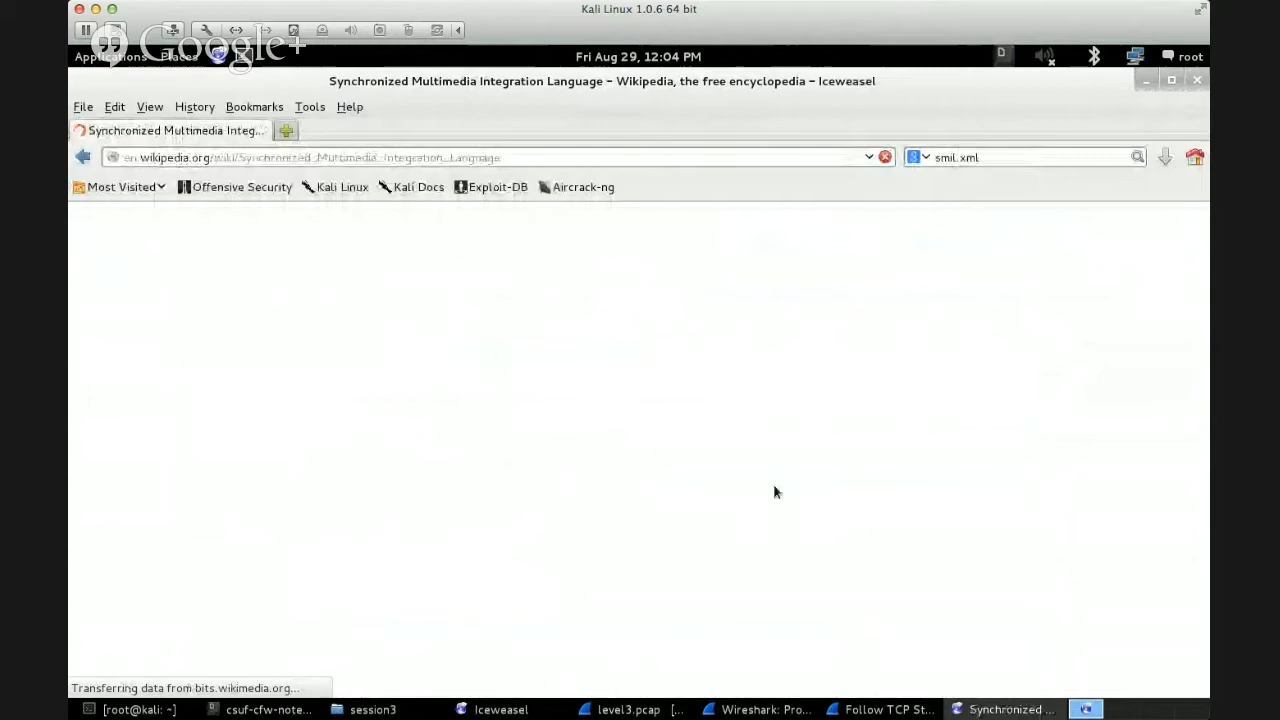 Kali Linux 1.0.6 64 bit
Google+
Applications Places Fri Aug 29, 12:04 PM root
Synchronized Multimedia Integration Language – Wikipedia, the free encyclopedia – Iceweasel
File Edit View History Bookmarks Tools Help
Synchronized Multimedia Integ...
en.wikipedia.org/wiki/Synchronized_Multimedia_Integration_Language smil.xml
Most Visited Offensive Security Kali Linux Kali Docs Exploit-DB Aircrack-ng
Transferring data from bits.wikimedia.org...
[root@kali: ~] csuf-cfw-note... session3 Iceweasel level3.pcap [... Wireshark: Pro... Follow TCP St... Synchronized ...